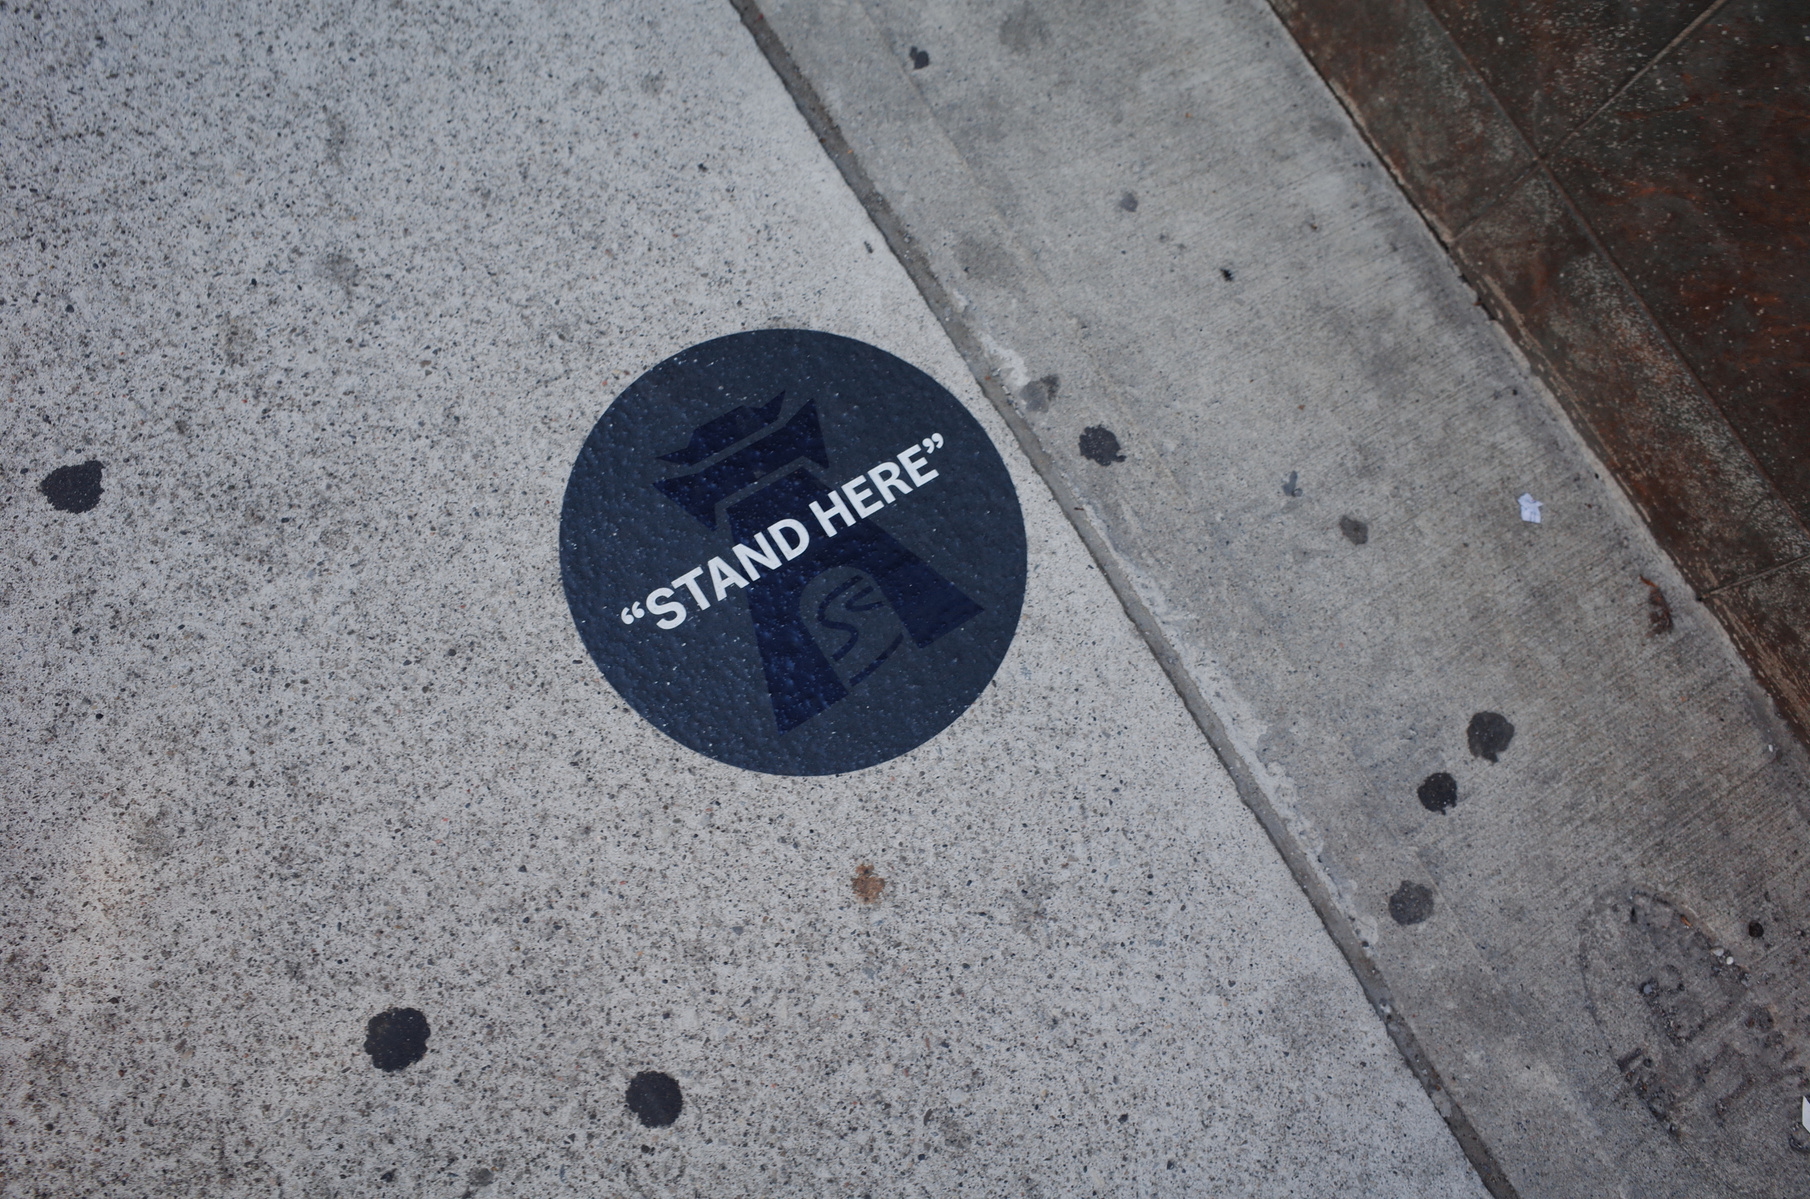 “STAND HERE”